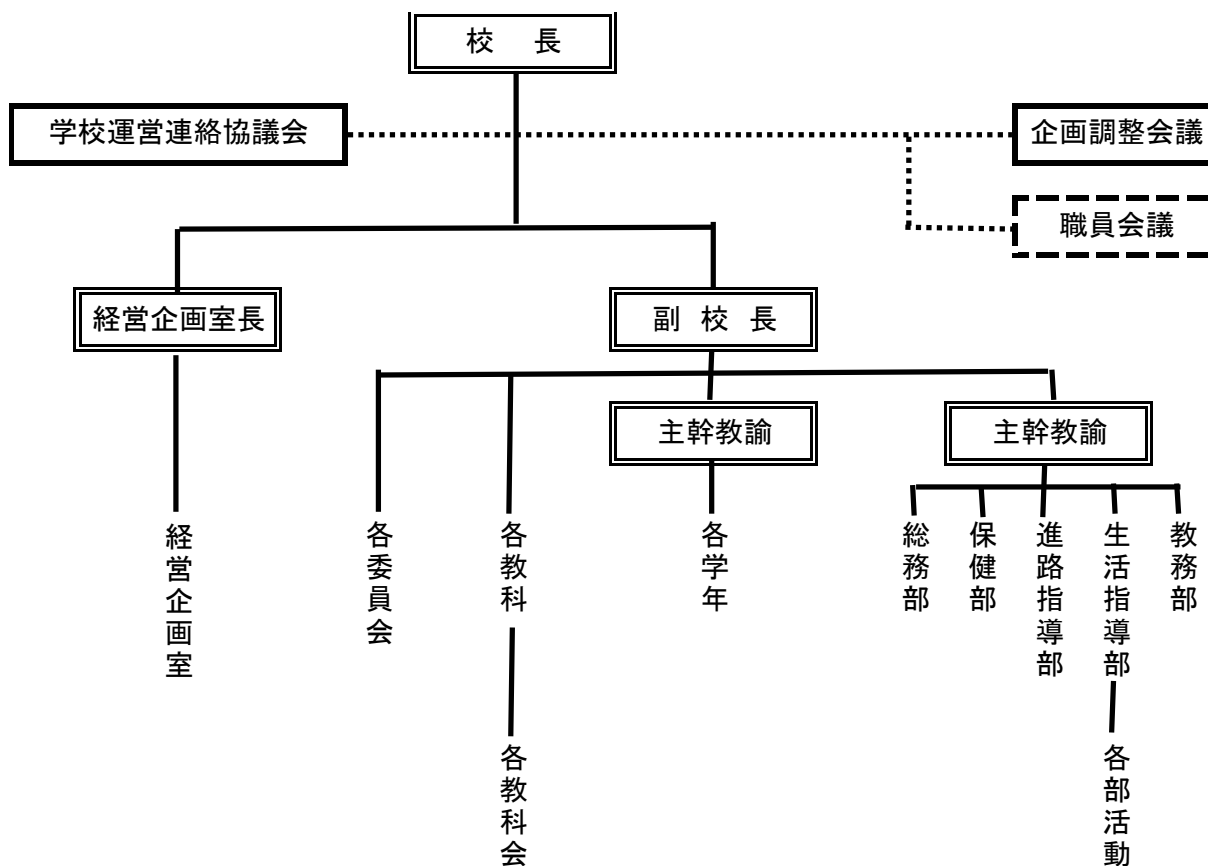 校 長
学校運営連絡協議会
企画調整会議
職員会議
経営企画室長
副 校 長
主幹教諭
主幹教諭
経営企画室
各委員会
各教科
各学年
総務部
保健部
進路指導部
生活指導部
教務部
各教科会
各部活動